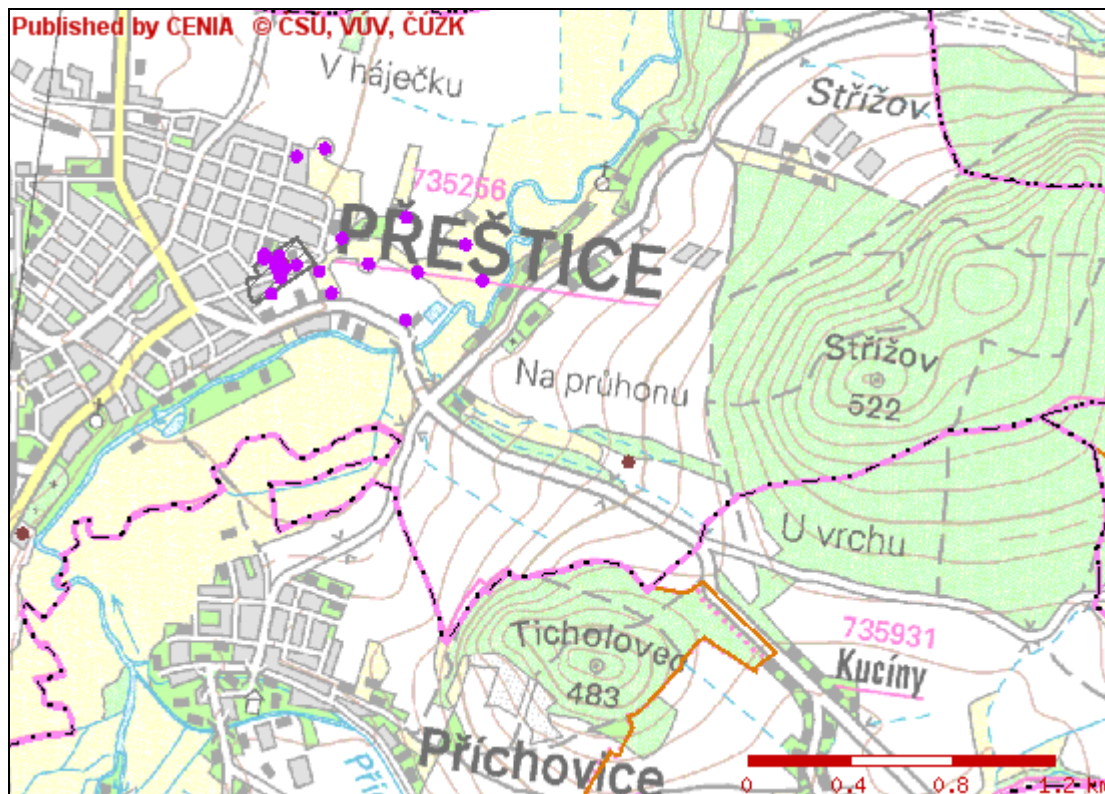 Published by CENIA © ČSÚ, VÚV, ČÚZK
V háječku
Střížov
735256
PŘEŠTICE
Střížov
522
Na průhonu
U vrchu
735931
Ticholovec
Kucíny
483
Příchovice
0 0.4 0.8 1.2 km